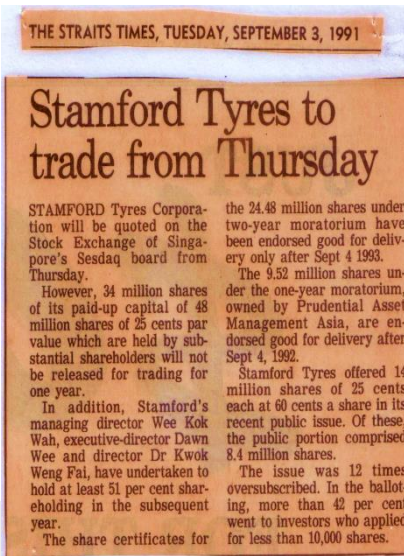 THE STRAITS TIMES, TUESDAY, SEPTEMBER 3, 1991
Stamford Tyres to
trade from Thursday
STAMFORD Tyres Corpora-
tion will be quoted on the
Stock Exchange of Singa-
pore's Sesdaq board from
Thursday.
However, 34 million shares
of its paid-up capital of 48
million shares of 25 cents par
value which are held by sub-
stantial shareholders will not
be released for trading for
one year.
In addition, Stamford's
managing director Wee Kok
Wah, executive-director Dawn
Wee and director Dr Kwok
Weng Fai, have undertaken to
hold at least 51 per cent shar-
eholding in the subsequent
year.
The share certificates for
the 24.48 million shares under
two-year moratorium have
been endorsed good for deliv-
ery only after Sept 4 1993.
The 9.52 million shares un-
der the one-year moratorium,
owned by Prudential Asset
Management Asia, are en-
dorsed good for delivery after
Sept 4, 1992.
Stamford Tyres offered 14
million shares of 25 cents
each at 60 cents a share in its
recent public issue. Of these
the public portion comprised
8.4 million shares.
The issue was 12 times
oversubscribed. In the ballot-
ing, more than 42 per cent
went to investors who applied
for less than 10,000 shares.